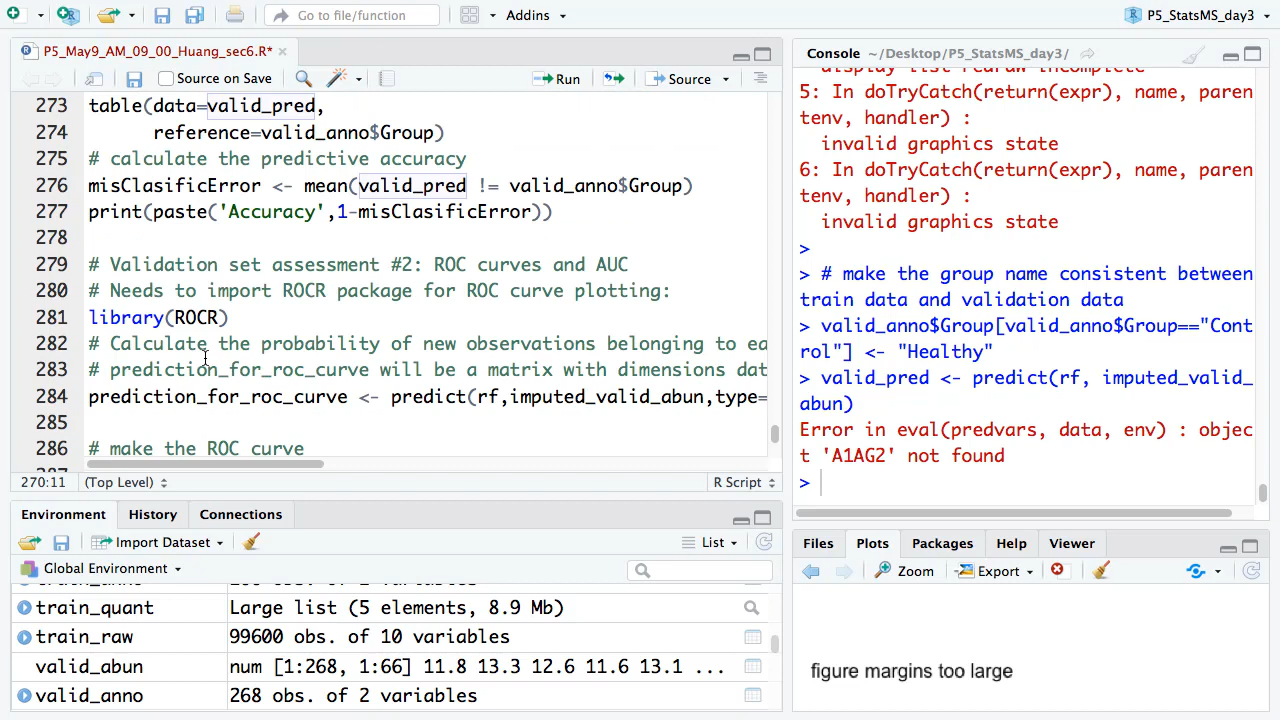 Go to file/function
Addins
P5_StatsMS_day3
P5_May9_AM_09_00_Huang_sec6.R*
Source on Save
Run
Source
273 table(data=valid_pred,
274 reference=valid_anno$Group)
275 # calculate the predictive accuracy
276 misClasificError <- mean(valid_pred != valid_anno$Group)
277 print(paste('Accuracy',1-misClasificError))
278
279 # Validation set assessment #2: ROC curves and AUC
280 # Needs to import ROCR package for ROC curve plotting:
281 library(ROCR)
282 # Calculate the probability of new observations belonging to ea
283 # prediction_for_roc_curve will be a matrix with dimensions dat
284 prediction_for_roc_curve <- predict(rf,imputed_valid_abun,type=
285
286 # make the ROC curve
270:11 (Top Level) R Script
Environment History Connections
Import Dataset List
Global Environment
train_quant Large list (5 elements, 8.9 Mb)
train_raw 99600 obs. of 10 variables
valid_abun num [1:268, 1:66] 11.8 13.3 12.6 11.6 13.1 ...
valid_anno 268 obs. of 2 variables
Console ~/Desktop/P5_StatsMS_day3/
display list redraw incomplete
5: In doTryCatch(return(expr), name, paren
tenv, handler) :
invalid graphics state
6: In doTryCatch(return(expr), name, paren
tenv, handler) :
invalid graphics state
>
> # make the group name consistent between
train data and validation data
> valid_anno$Group[valid_anno$Group=="Cont
rol"] <- "Healthy"
> valid_pred <- predict(rf, imputed_valid_
abun)
Error in eval(predvars, data, env) : objec
t 'A1AG2' not found
>
Files Plots Packages Help Viewer
Zoom Export
figure margins too large